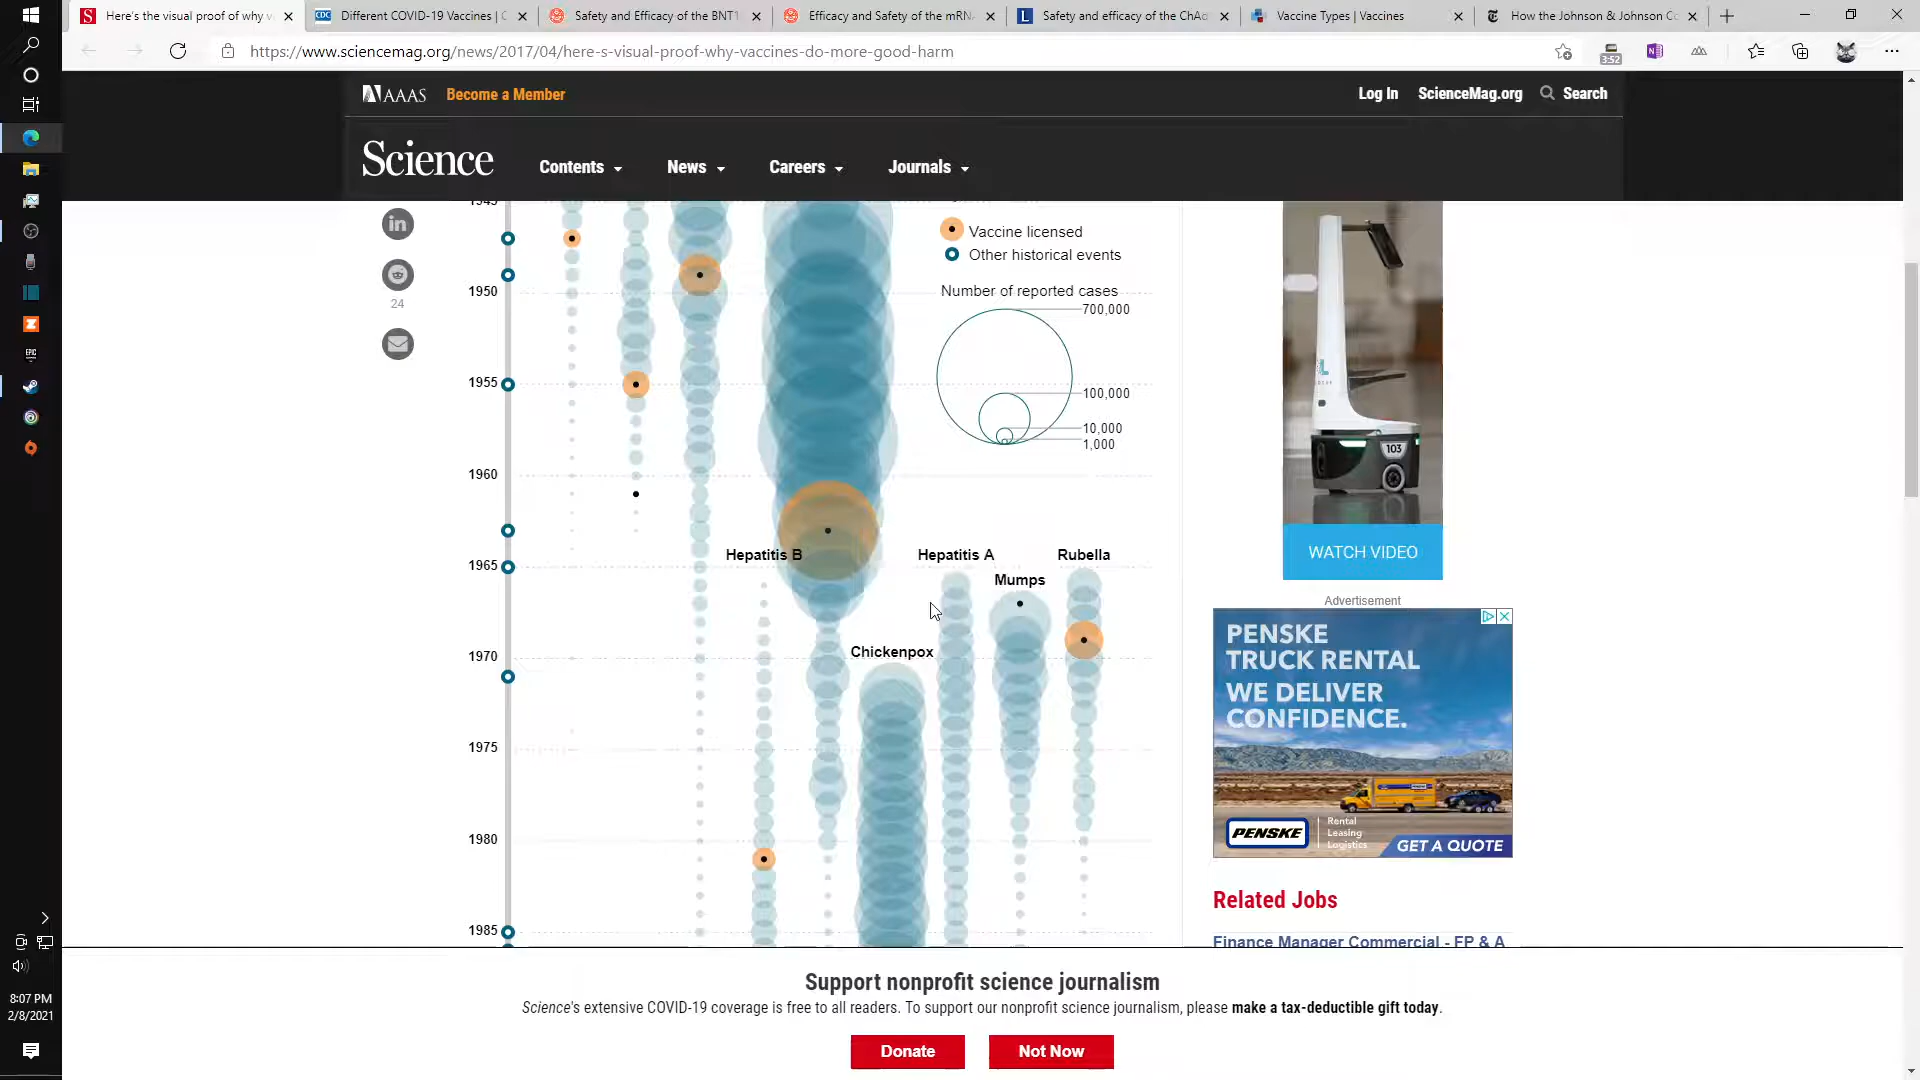 Here's the visual proof of why v
CDC
Different COVID-19 Vaccines | C
Safety and Efficacy of the BNT1
Efficacy and Safety of the mRN
L
Safety and efficacy of the ChAd
Vaccine Types | Vaccines
How the Johnson & Johnson Co
https://www.sciencemag.org/news/2017/04/here-s-visual-proof-why-vaccines-do-more-good-harm
3:52
AAAS
Become a Member
Log In
ScienceMag.org
Search
Science
Contents
News
Careers
Journals
1945
Vaccine licensed
Other historical events
24
1950
Number of reported cases
700,000
1955
100,000
10,000
1,000
1960
1965
Hepatitis B
Hepatitis A
Rubella
Mumps
1970
Chickenpox
1975
1980
1985
103
WATCH VIDEO
Advertisement
PENSKE
TRUCK RENTAL
WE DELIVER
CONFIDENCE.
PENSKE
Rental
Leasing
Logistics
GET A QUOTE
Related Jobs
Finance Manager Commercial - FP & A
EPIC
8:07 PM
2/8/2021
Support nonprofit science journalism
Science's extensive COVID-19 coverage is free to all readers. To support our nonprofit science journalism, please make a tax-deductible gift today.
Donate
Not Now